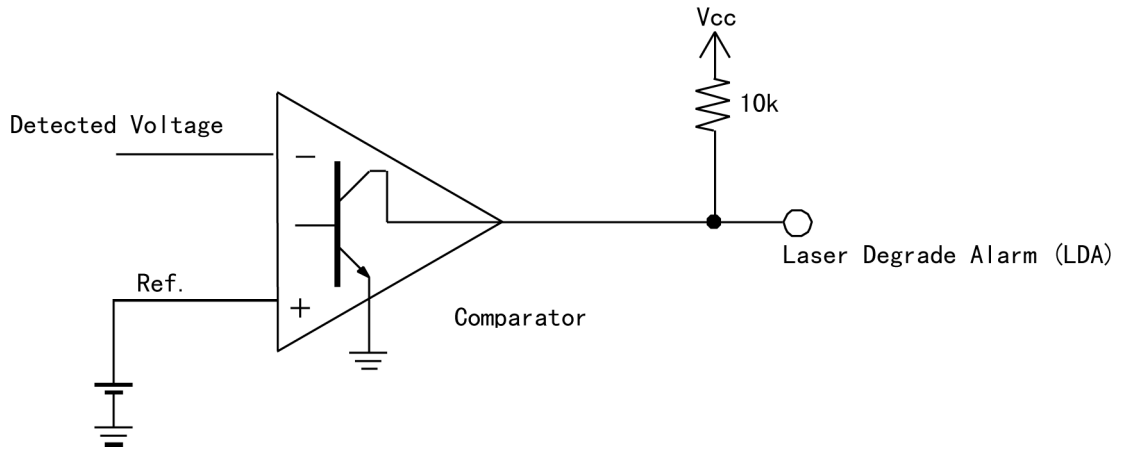 Vcc
10k
Detected Voltage
−
Laser Degrade Alarm (LDA)
Ref.
+
Comparator